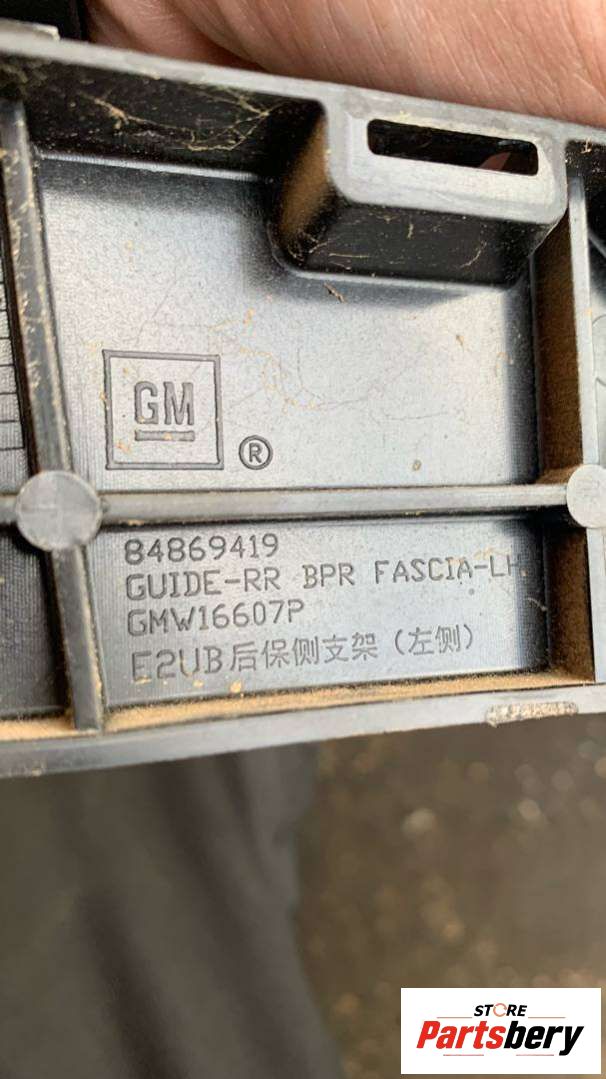 GM
®
84869419
GUIDE-RR BPR FASCIA-LH
GMW16607P
E2UB后保侧支架（左侧）
STORE
Partsbery